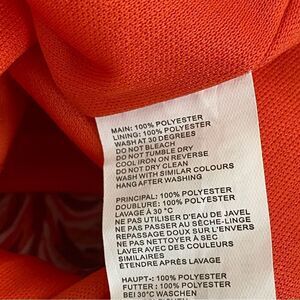 MAIN: 100% POLYESTER
LINING: 100% POLYESTER
WASH AT 30 DEGREES
DO NOT BLEACH
DO NOT TUMBLE DRY
COOL IRON ON REVERSE
DO NOT DRY CLEAN
WASH WITH SIMILAR COLOURS
HANG AFTER WASHING
PRINCIPAL: 100% POLYESTER
DOUBLURE: 100% POLYESTER
LAVAGE À 30 °C
NE PAS UTILISER D'EAU DE JAVEL
NE PAS PASSER AU SÈCHE-LINGE
REPASSAGE DOUX SUR L'ENVERS
NE PAS NETTOYER À SEC
LAVER AVEC DES COULEURS
SIMILAIRES
ÉTENDRE APRÈS LAVAGE
HAUPT-: 100% POLYESTER
FUTTER : 100% POLYESTER
BEI 30°C WASCHEN